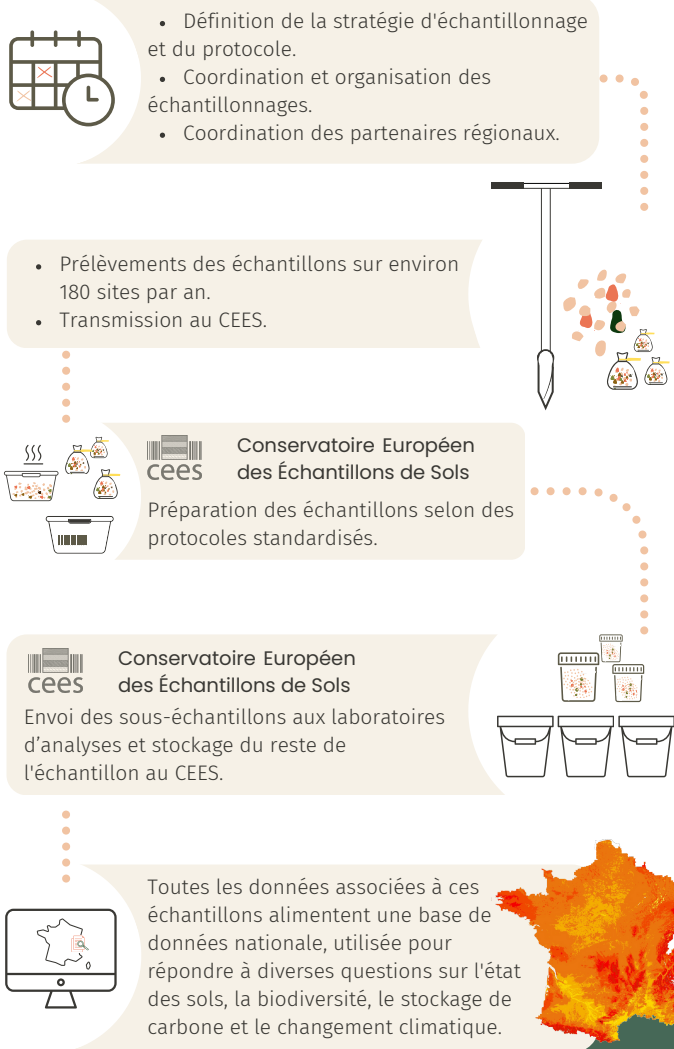 • Définition de la stratégie d'échantillonnage
et du protocole.
• Coordination et organisation des
échantillonnages.
• Coordination des partenaires régionaux.
• Prélèvements des échantillons sur environ
180 sites par an.
• Transmission au CEES.
cees
Conservatoire Européen
des Échantillons de Sols
Préparation des échantillons selon des
protocoles standardisés.
cees
Conservatoire Européen
des Échantillons de Sols
Envoi des sous-échantillons aux laboratoires
d’analyses et stockage du reste de
l'échantillon au CEES.
Toutes les données associées à ces
échantillons alimentent une base de
données nationale, utilisée pour
répondre à diverses questions sur l'état
des sols, la biodiversité, le stockage de
carbone et le changement climatique.